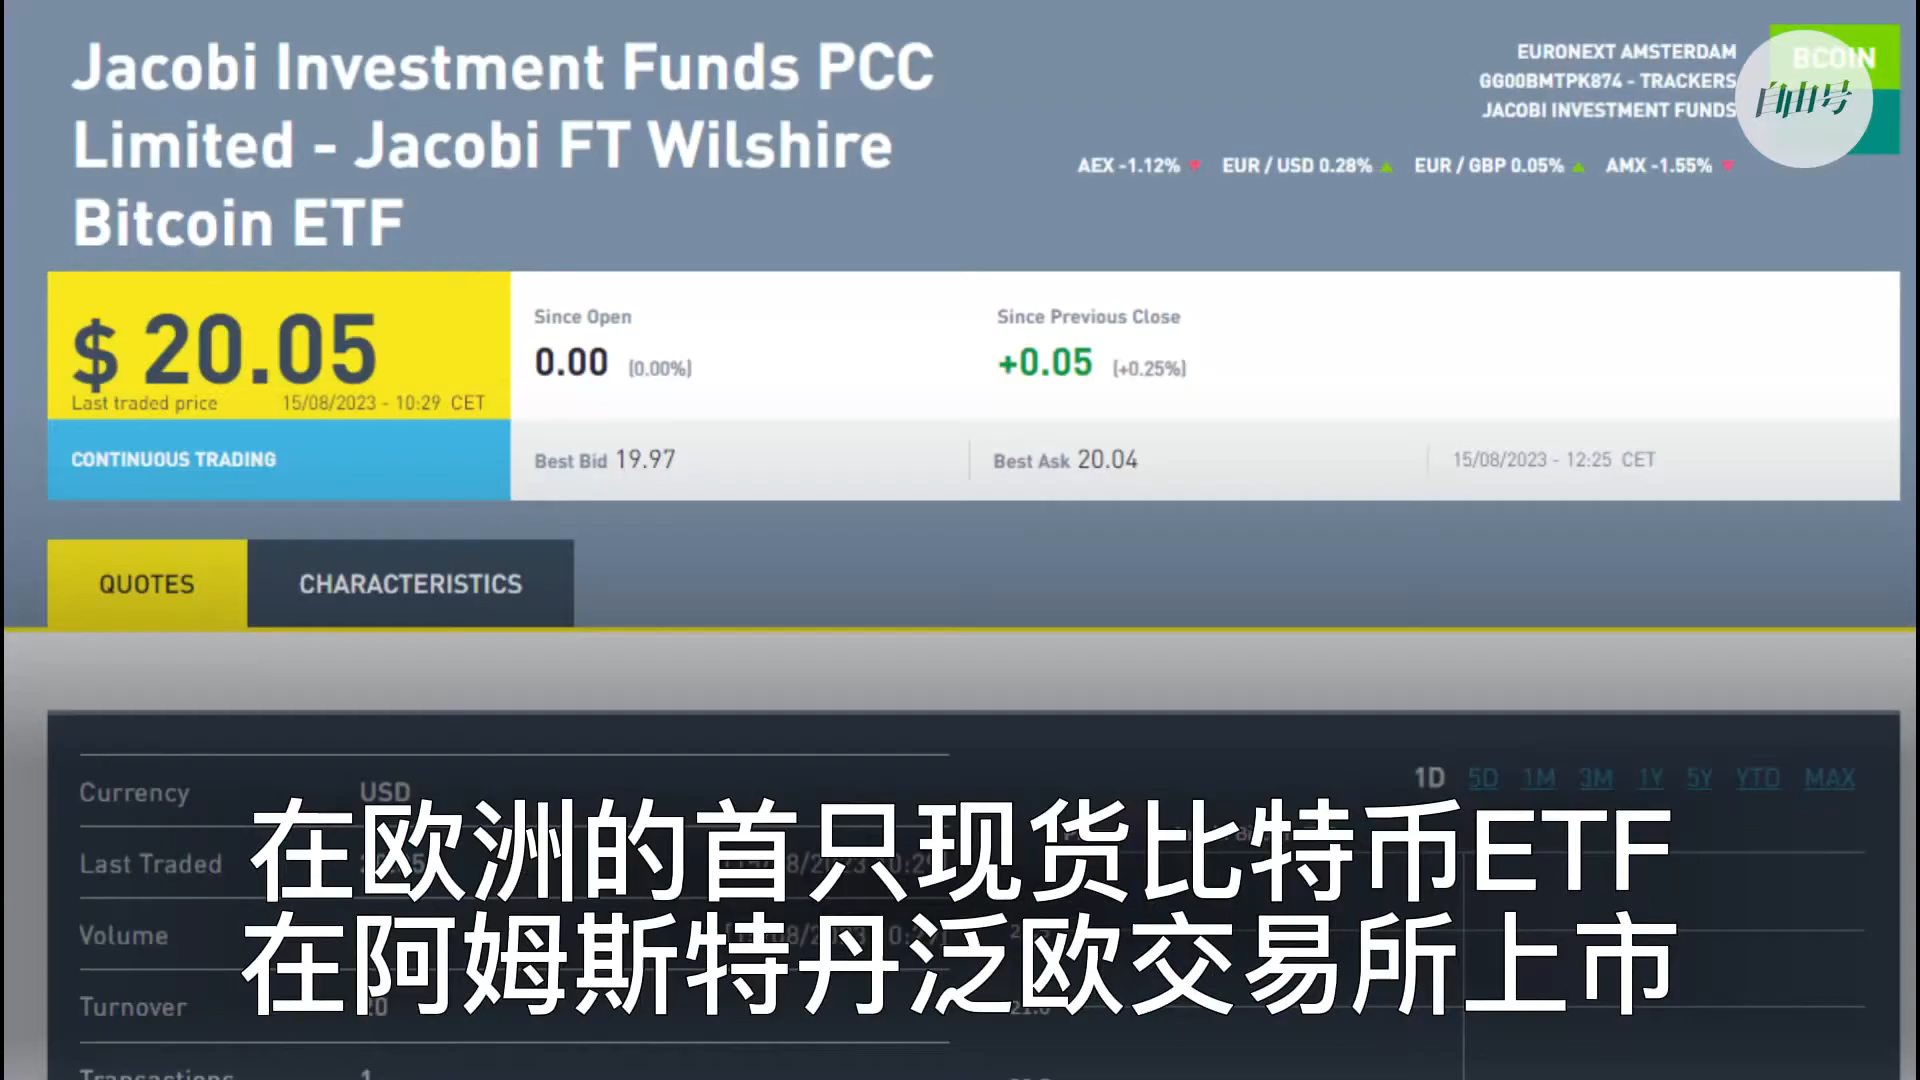 Jacobi Investment Funds PCC
Limited - Jacobi FT Wilshire
Bitcoin ETF
EURONEXT AMSTERDAM
GG00BMTPK874 - TRACKERS
JACOBI INVESTMENT FUNDS
BCOIN
自由号
AEX -1.12% EUR / USD 0.28% EUR / GBP 0.05% AMX -1.55%
$ 20.05
Last traded price 15/08/2023 - 10:29 CET
Since Open
0.00 (0.00%)
Since Previous Close
+0.05 (+0.25%)
CONTINUOUS TRADING
Best Bid 19.97
Best Ask 20.04
15/08/2023 - 12:25 CET
QUOTES
CHARACTERISTICS
1D 5D 1M 3M 1Y 5Y YTD MAX
Currency USD
Last Traded
Volume
Turnover
Transactions 1
在欧洲的首只现货比特币ETF
在阿姆斯特丹泛欧交易所上市